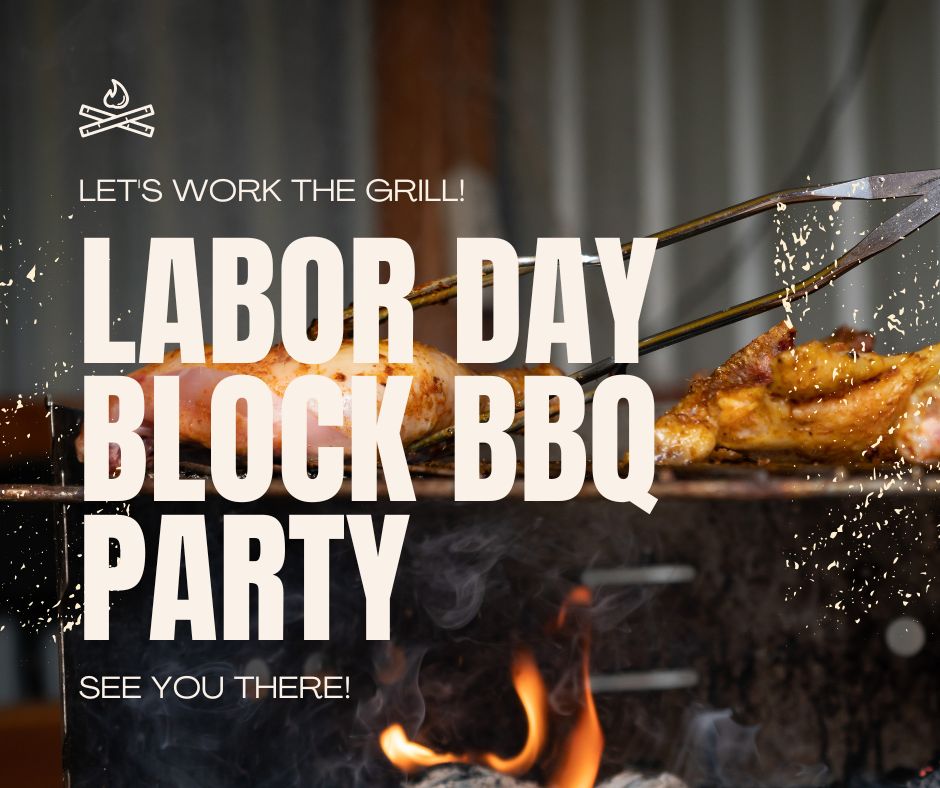 LET'S WORK THE GRILL!
LABOR DAY
BLOCK BBQ
PARTY
SEE YOU THERE!